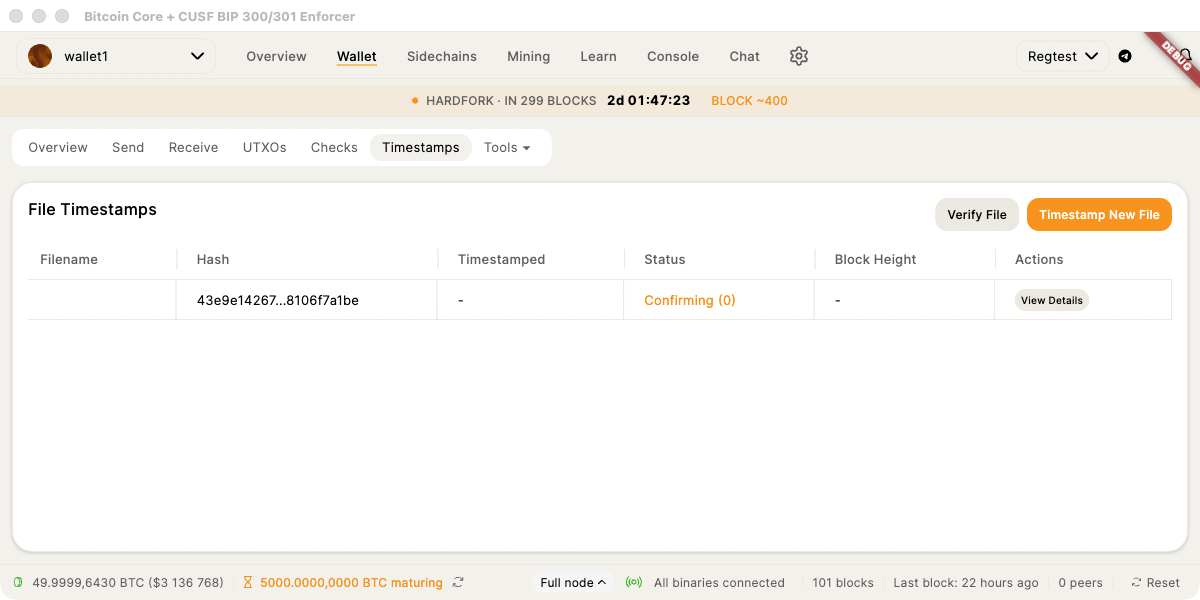 Bitcoin Core + CUSF BIP 300/301 Enforcer
wallet1 Overview Wallet Sidechains Mining Learn Console Chat Regtest DEBUG
HARDFORK · IN 299 BLOCKS 2d 01:47:23 BLOCK ~400
Overview Send Receive UTXOs Checks Timestamps Tools
File Timestamps Verify File Timestamp New File
Filename Hash Timestamped Status Block Height Actions
43e9e14267...8106f7a1be - Confirming (0) - View Details
49.9999,6430 BTC ($3 136 768) 5000.0000,0000 BTC maturing Full node All binaries connected 101 blocks Last block: 22 hours ago 0 peers Reset